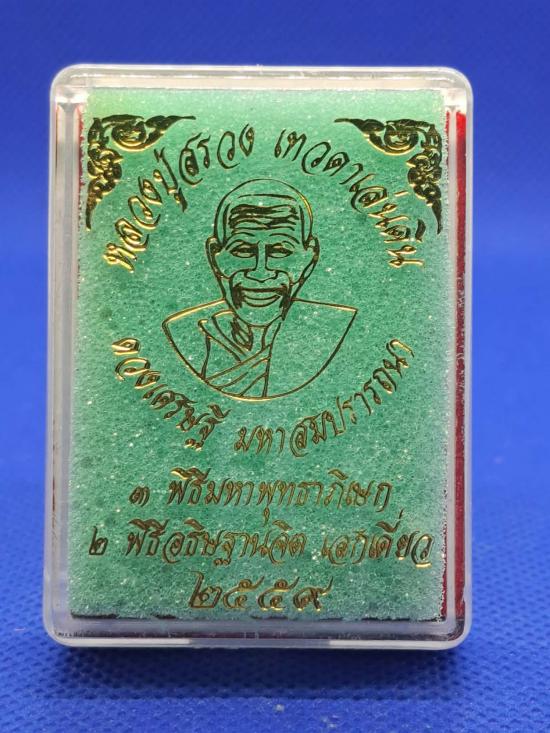 หลวงปู่สรวง เทวดาเล่นดิน
ดวงเศรษฐี มหาสมปรารถนา
๓ พิธีมหาพุทธาภิเษก
๒ พิธีอธิษฐานจิต เอกเดี่ยว
๒๕๕๙